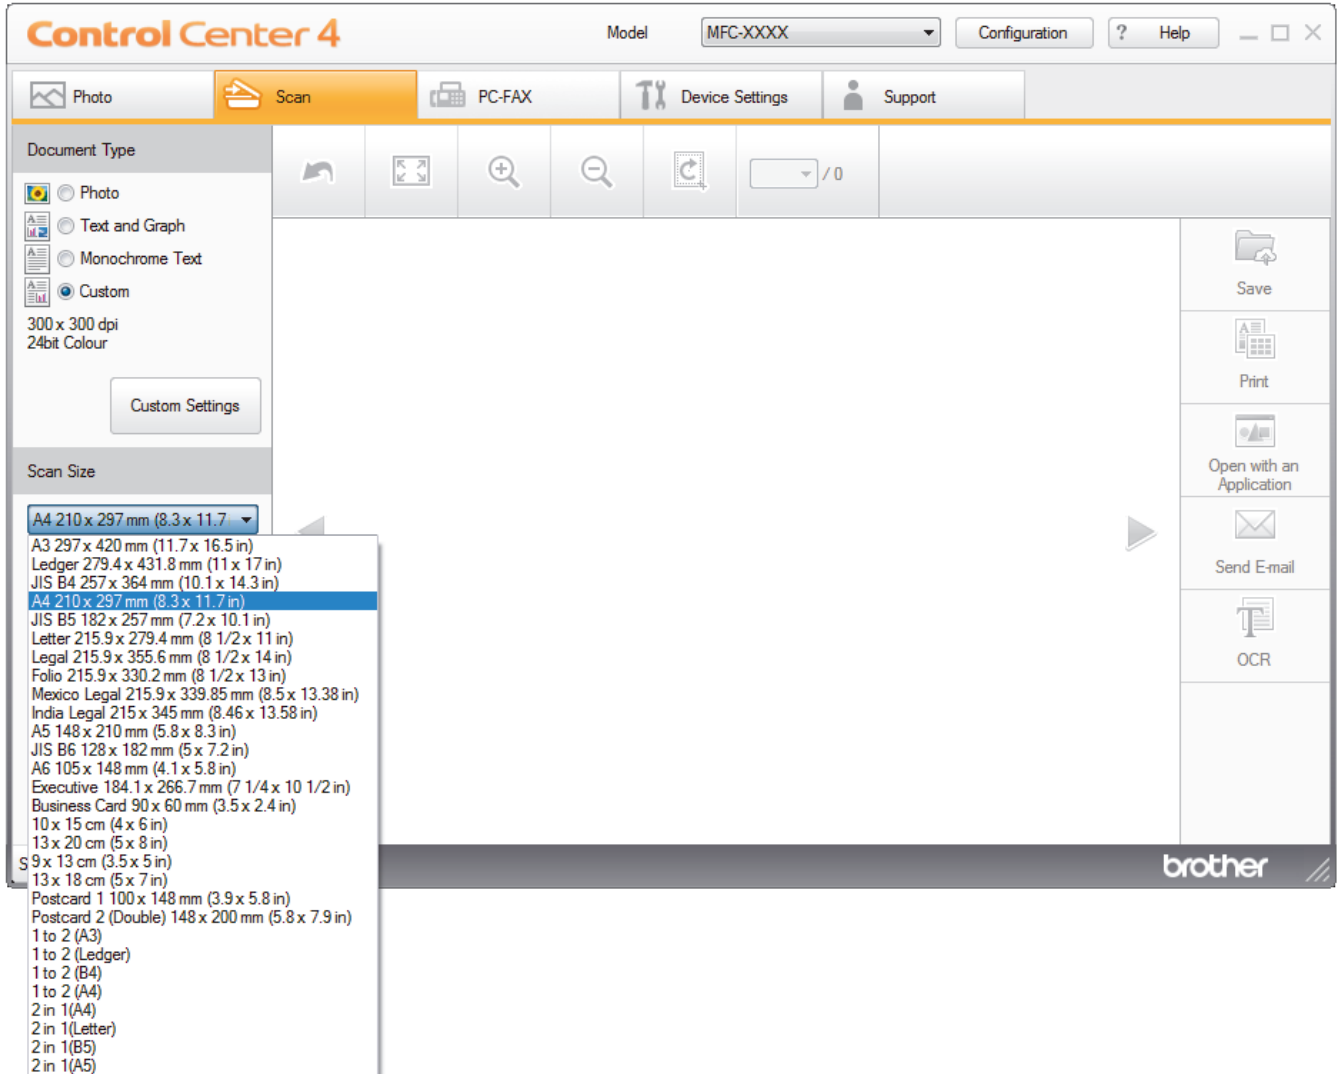 Control Center 4
Model
MFC-XXXX
Configuration
? Help
Photo
Scan
PC-FAX
Device Settings
Support
Document Type
Photo
Text and Graph
Monochrome Text
Custom
300 x 300 dpi
24bit Colour
Custom Settings
Scan Size
A4 210 x 297 mm (8.3 x 11.7
A3 297 x 420 mm (11.7 x 16.5 in)
Ledger 279.4 x 431.8 mm (11 x 17 in)
JIS B4 257 x 364 mm (10.1 x 14.3 in)
A4 210 x 297 mm (8.3 x 11.7 in)
JIS B5 182 x 257 mm (7.2 x 10.1 in)
Letter 215.9 x 279.4 mm (8 1/2 x 11 in)
Legal 215.9 x 355.6 mm (8 1/2 x 14 in)
Folio 215.9 x 330.2 mm (8 1/2 x 13 in)
Mexico Legal 215.9 x 339.85 mm (8.5 x 13.38 in)
India Legal 215 x 345 mm (8.46 x 13.58 in)
A5 148 x 210 mm (5.8 x 8.3 in)
JIS B6 128 x 182 mm (5 x 7.2 in)
A6 105 x 148 mm (4.1 x 5.8 in)
Executive 184.1 x 266.7 mm (7 1/4 x 10 1/2 in)
Business Card 90 x 60 mm (3.5 x 2.4 in)
10 x 15 cm (4 x 6 in)
13 x 20 cm (5 x 8 in)
9 x 13 cm (3.5 x 5 in)
13 x 18 cm (5 x 7 in)
Postcard 1 100 x 148 mm (3.9 x 5.8 in)
Postcard 2 (Double) 148 x 200 mm (5.8 x 7.9 in)
1 to 2 (A3)
1 to 2 (Ledger)
1 to 2 (B4)
1 to 2 (A4)
2 in 1(A4)
2 in 1(Letter)
2 in 1(B5)
2 in 1(A5)
/ 0
Save
Print
Open with an
Application
Send E-mail
OCR
S
brother